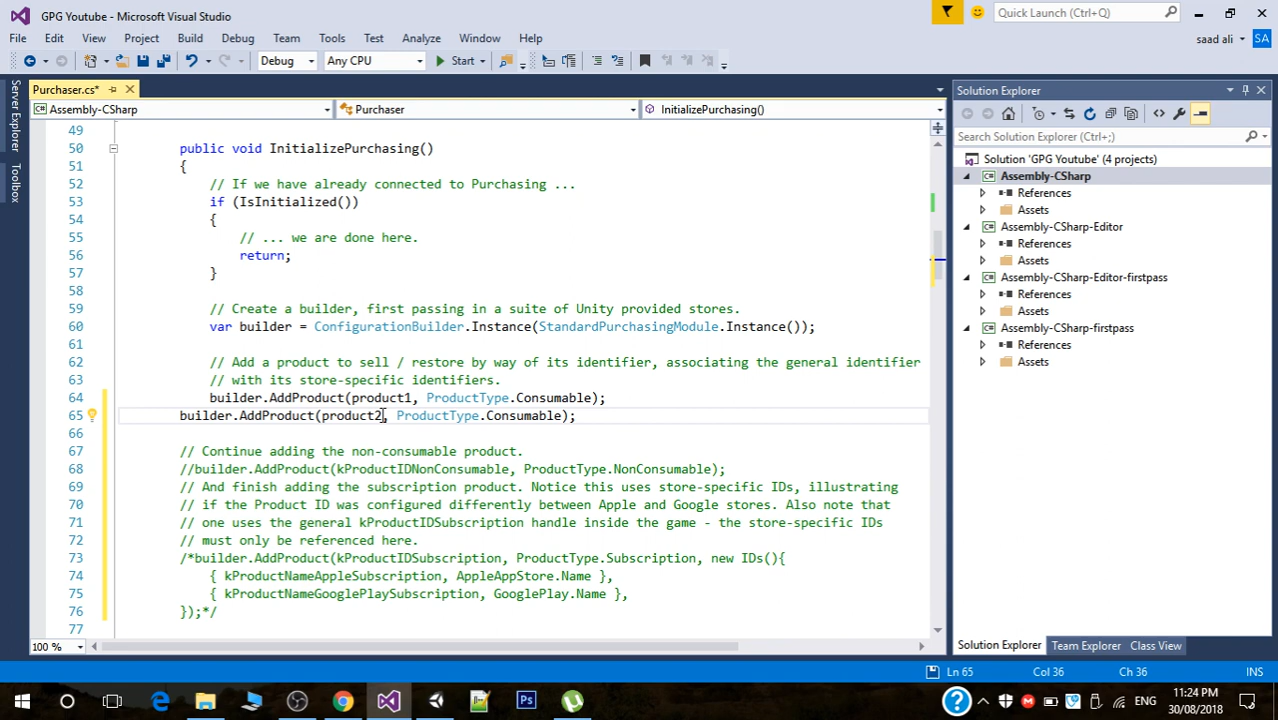 GPG Youtube - Microsoft Visual Studio
Quick Launch (Ctrl+Q)
File Edit View Project Build Debug Team Tools Test Analyze Window Help
saad ali SA
Debug Any CPU Start
Server Explorer
Toolbox
Purchaser.cs*
Assembly-CSharp Purchaser InitializePurchasing()
49
50 public void InitializePurchasing()
51 {
52 // If we have already connected to Purchasing ...
53 if (IsInitialized())
54 {
55 // ... we are done here.
56 return;
57 }
58
59 // Create a builder, first passing in a suite of Unity provided stores.
60 var builder = ConfigurationBuilder.Instance(StandardPurchasingModule.Instance());
61
62 // Add a product to sell / restore by way of its identifier, associating the general identifier
63 // with its store-specific identifiers.
64 builder.AddProduct(product1, ProductType.Consumable);
65 builder.AddProduct(product2, ProductType.Consumable);
66
67 // Continue adding the non-consumable product.
68 //builder.AddProduct(kProductIDNonConsumable, ProductType.NonConsumable);
69 // And finish adding the subscription product. Notice this uses store-specific IDs, illustrating
70 // if the Product ID was configured differently between Apple and Google stores. Also note that
71 // one uses the general kProductIDSubscription handle inside the game - the store-specific IDs
72 // must only be referenced here.
73 /*builder.AddProduct(kProductIDSubscription, ProductType.Subscription, new IDs(){
74 { kProductNameAppleSubscription, AppleAppStore.Name },
75 { kProductNameGooglePlaySubscription, GooglePlay.Name },
76 });*/
77
100 %
Solution Explorer
Search Solution Explorer (Ctrl+;)
Solution 'GPG Youtube' (4 projects)
Assembly-CSharp
References
Assets
Assembly-CSharp-Editor
References
Assets
Assembly-CSharp-Editor-firstpass
References
Assets
Assembly-CSharp-firstpass
References
Assets
Solution Explorer Team Explorer Class View
Ln 65 Col 36 Ch 36 INS
Ps
ENG
11:24 PM
30/08/2018